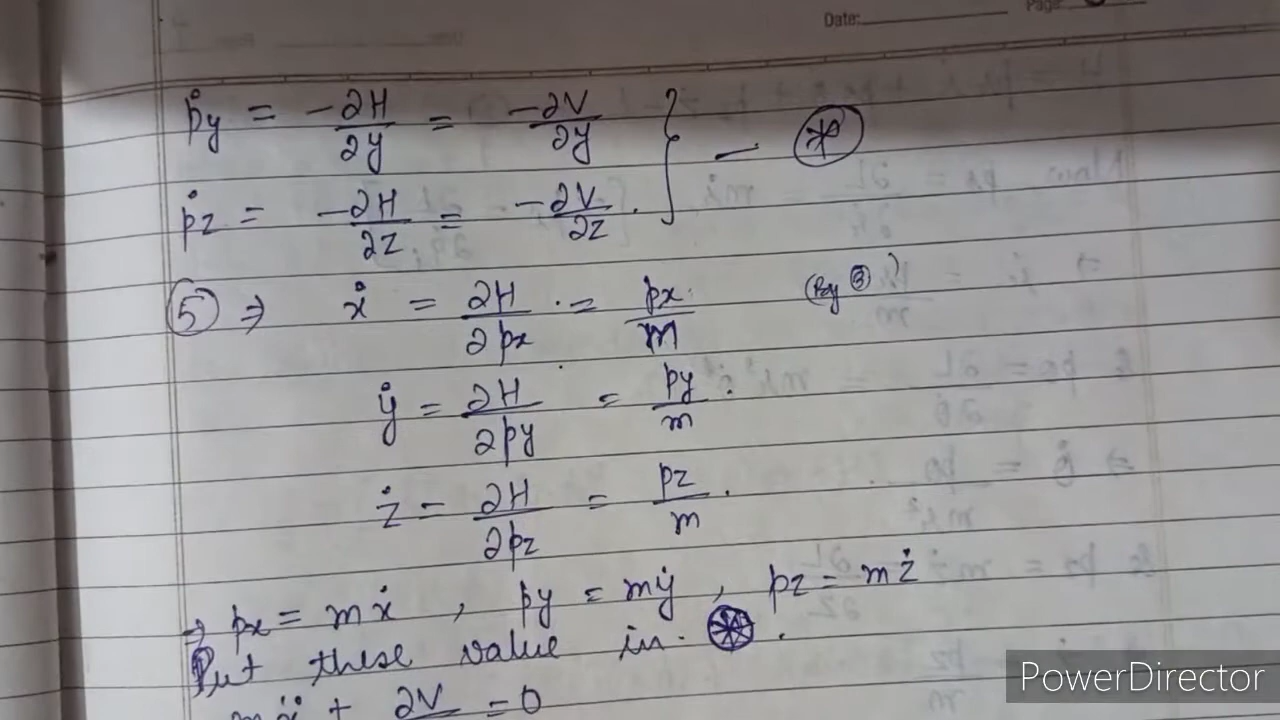 Date: Page:
ṗy = -∂H/∂y = -∂V/∂y
} — (*)
ṗz = -∂H/∂z = -∂V/∂z .
(5) ⇒ ẋ = ∂H/∂px = px/m (By (3))
ẏ = ∂H/∂py = py/m .
ż = ∂H/∂pz = pz/m .
⇒ px = mẋ , py = mẏ , pz = mż
Put these value in (*) .
mẍ + ∂V = 0
PowerDirector